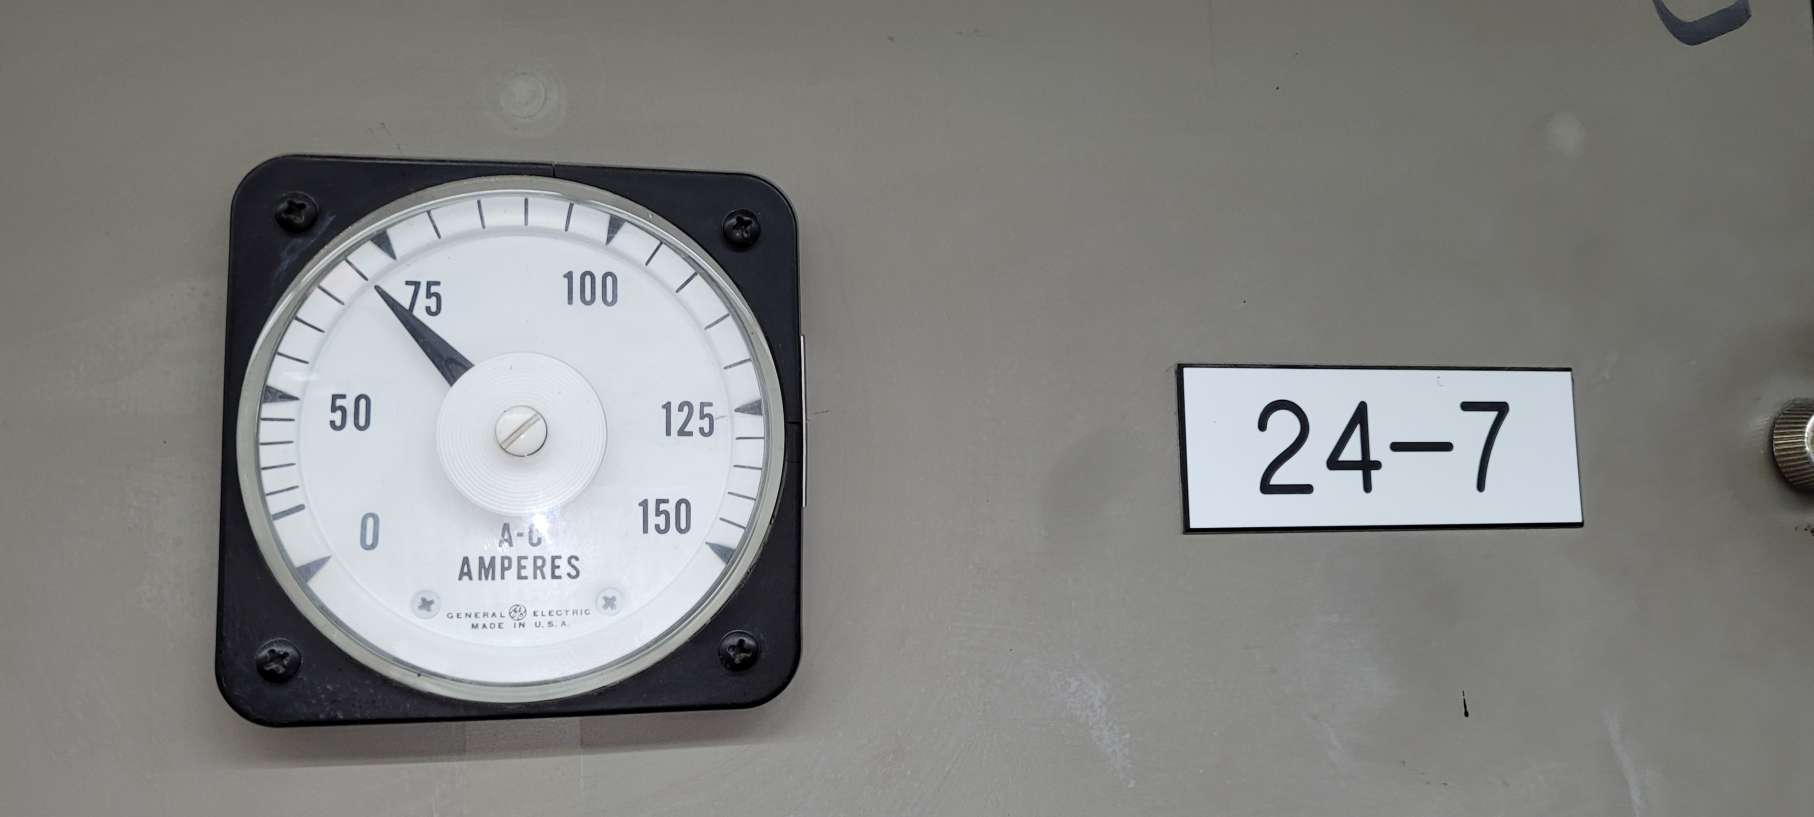 75
100
50
125
0
150
A-C
AMPERES
GENERAL ELECTRIC
MADE IN U.S.A.
24-7